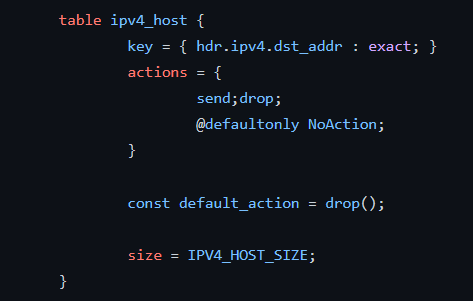 table ipv4_host {
key = { hdr.ipv4.dst_addr : exact; }
actions = {
send;drop;
@defaultonly NoAction;
}
const default_action = drop();
size = IPV4_HOST_SIZE;
}